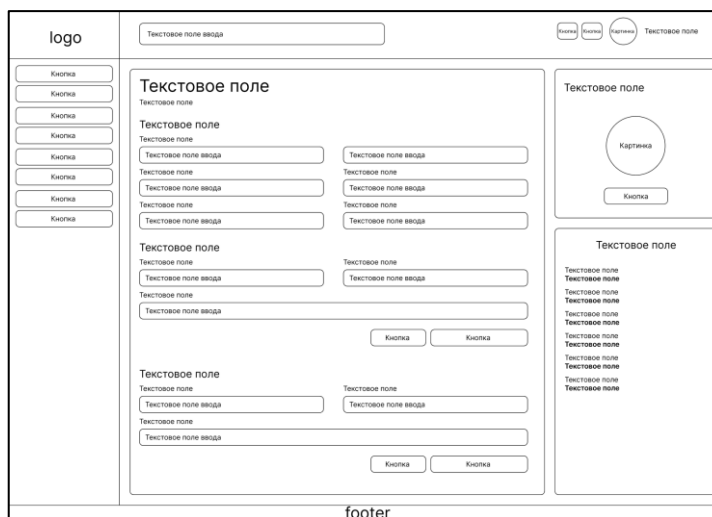 logo
Текстовое поле ввода
Кнопка Кнопка Картинка Текстовое поле
Кнопка
Кнопка
Кнопка
Кнопка
Кнопка
Кнопка
Кнопка
Кнопка
Текстовое поле
Текстовое поле
Текстовое поле
Текстовое поле
Текстовое поле ввода Текстовое поле ввода
Текстовое поле Текстовое поле
Текстовое поле ввода Текстовое поле ввода
Текстовое поле Текстовое поле
Текстовое поле ввода Текстовое поле ввода
Текстовое поле
Текстовое поле Текстовое поле
Текстовое поле ввода Текстовое поле ввода
Текстовое поле
Текстовое поле ввода
Кнопка Кнопка
Текстовое поле
Текстовое поле Текстовое поле
Текстовое поле ввода Текстовое поле ввода
Текстовое поле
Текстовое поле ввода
Кнопка Кнопка
Текстовое поле
Картинка
Кнопка
Текстовое поле
Текстовое поле
Текстовое поле
Текстовое поле
Текстовое поле
Текстовое поле
Текстовое поле
Текстовое поле
Текстовое поле
Текстовое поле
Текстовое поле
Текстовое поле
Текстовое поле
footer